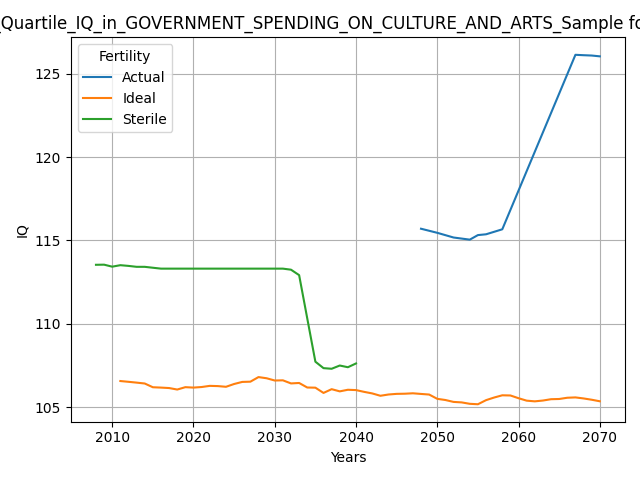 _Quartile_IQ_in_GOVERNMENT_SPENDING_ON_CULTURE_AND_ARTS_Sample fo
Fertility
Actual
Ideal
Sterile
125
120
115
110
105
IQ
2010 2020 2030 2040 2050 2060 2070
Years